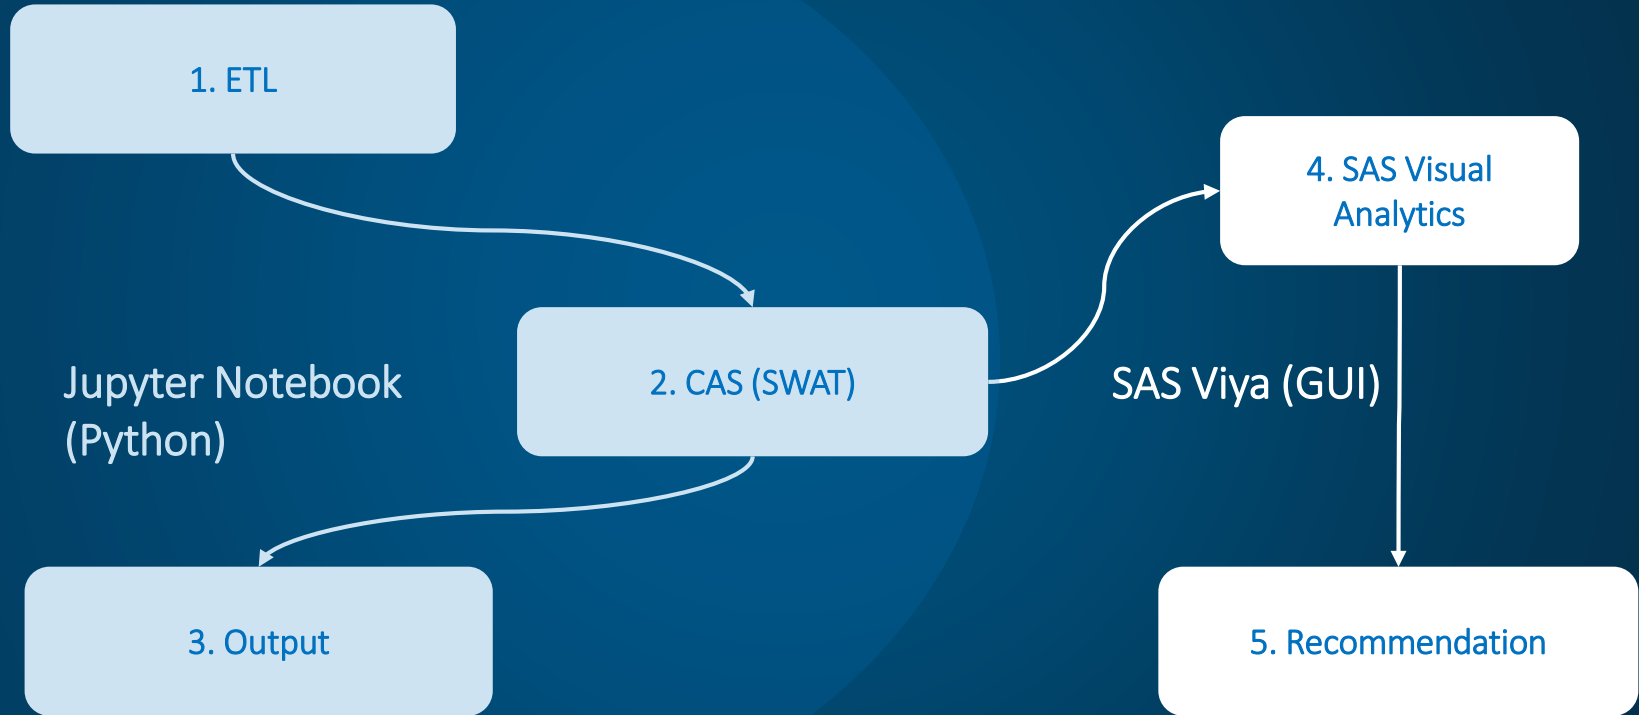 1. ETL
4. SAS Visual
Analytics
2. CAS (SWAT)
Jupyter Notebook
(Python)
SAS Viya (GUI)
3. Output
5. Recommendation